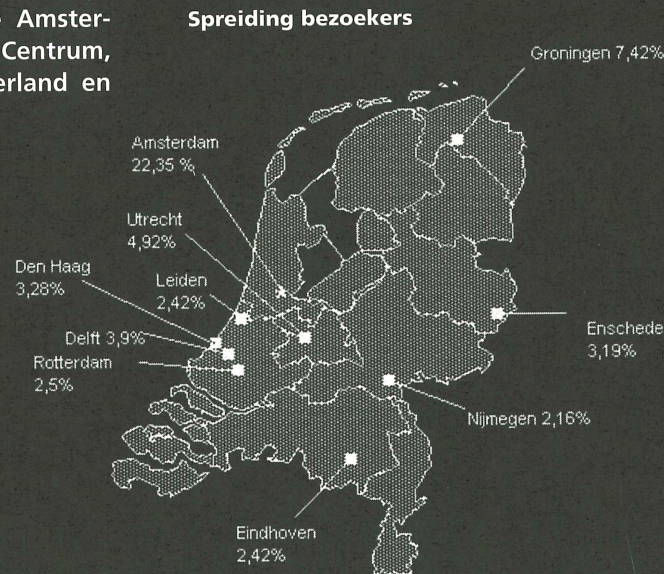 Amster-
Centrum,
erland en
Spreiding bezoekers
Groningen 7,42%
Amsterdam
22,35 %
Utrecht
4,92%
Den Haag
3,28%
Leiden
2,42%
Delft 3,9%
Rotterdam
2,5%
Enschede
3,19%
Nijmegen 2,16%
Eindhoven
2,42%